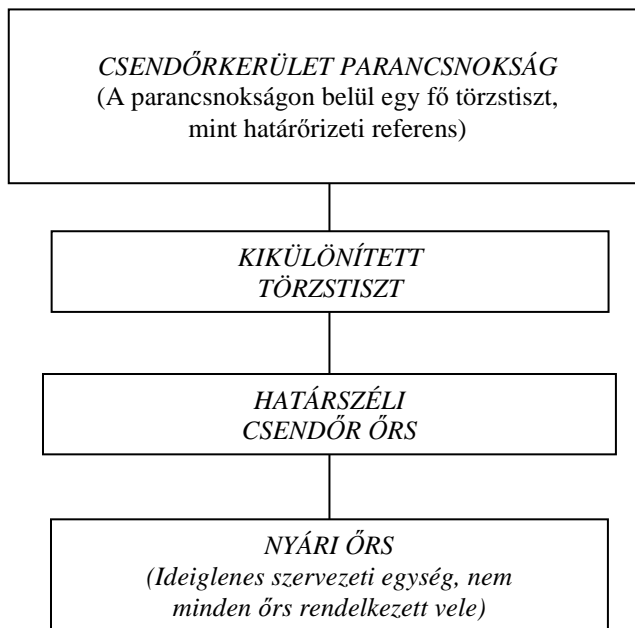 CSENDŐRKERÜLET PARANCSNOKSÁG
(A parancsnokságon belül egy fő törzstiszt,
mint határőrizeti referens)
KIKÜLÖNÍTETT
TÖRZSTISZT
HATÁRSZÉLI
CSENDŐR ŐRS
NYÁRI ŐRS
(Ideiglenes szervezeti egység, nem
minden őrs rendelkezett vele)